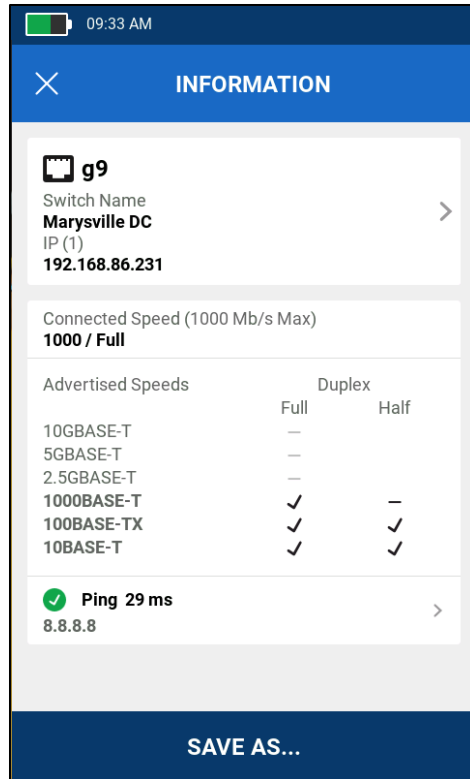 09:33 AM
INFORMATION
g9
Switch Name
Marysville DC
IP (1)
192.168.86.231
Connected Speed (1000 Mb/s Max)
1000 / Full
Advertised Speeds Duplex
Full Half
10GBASE-T —
5GBASE-T —
2.5GBASE-T —
1000BASE-T ✓ –
100BASE-TX ✓ ✓
10BASE-T ✓ ✓
Ping 29 ms
8.8.8.8
SAVE AS...